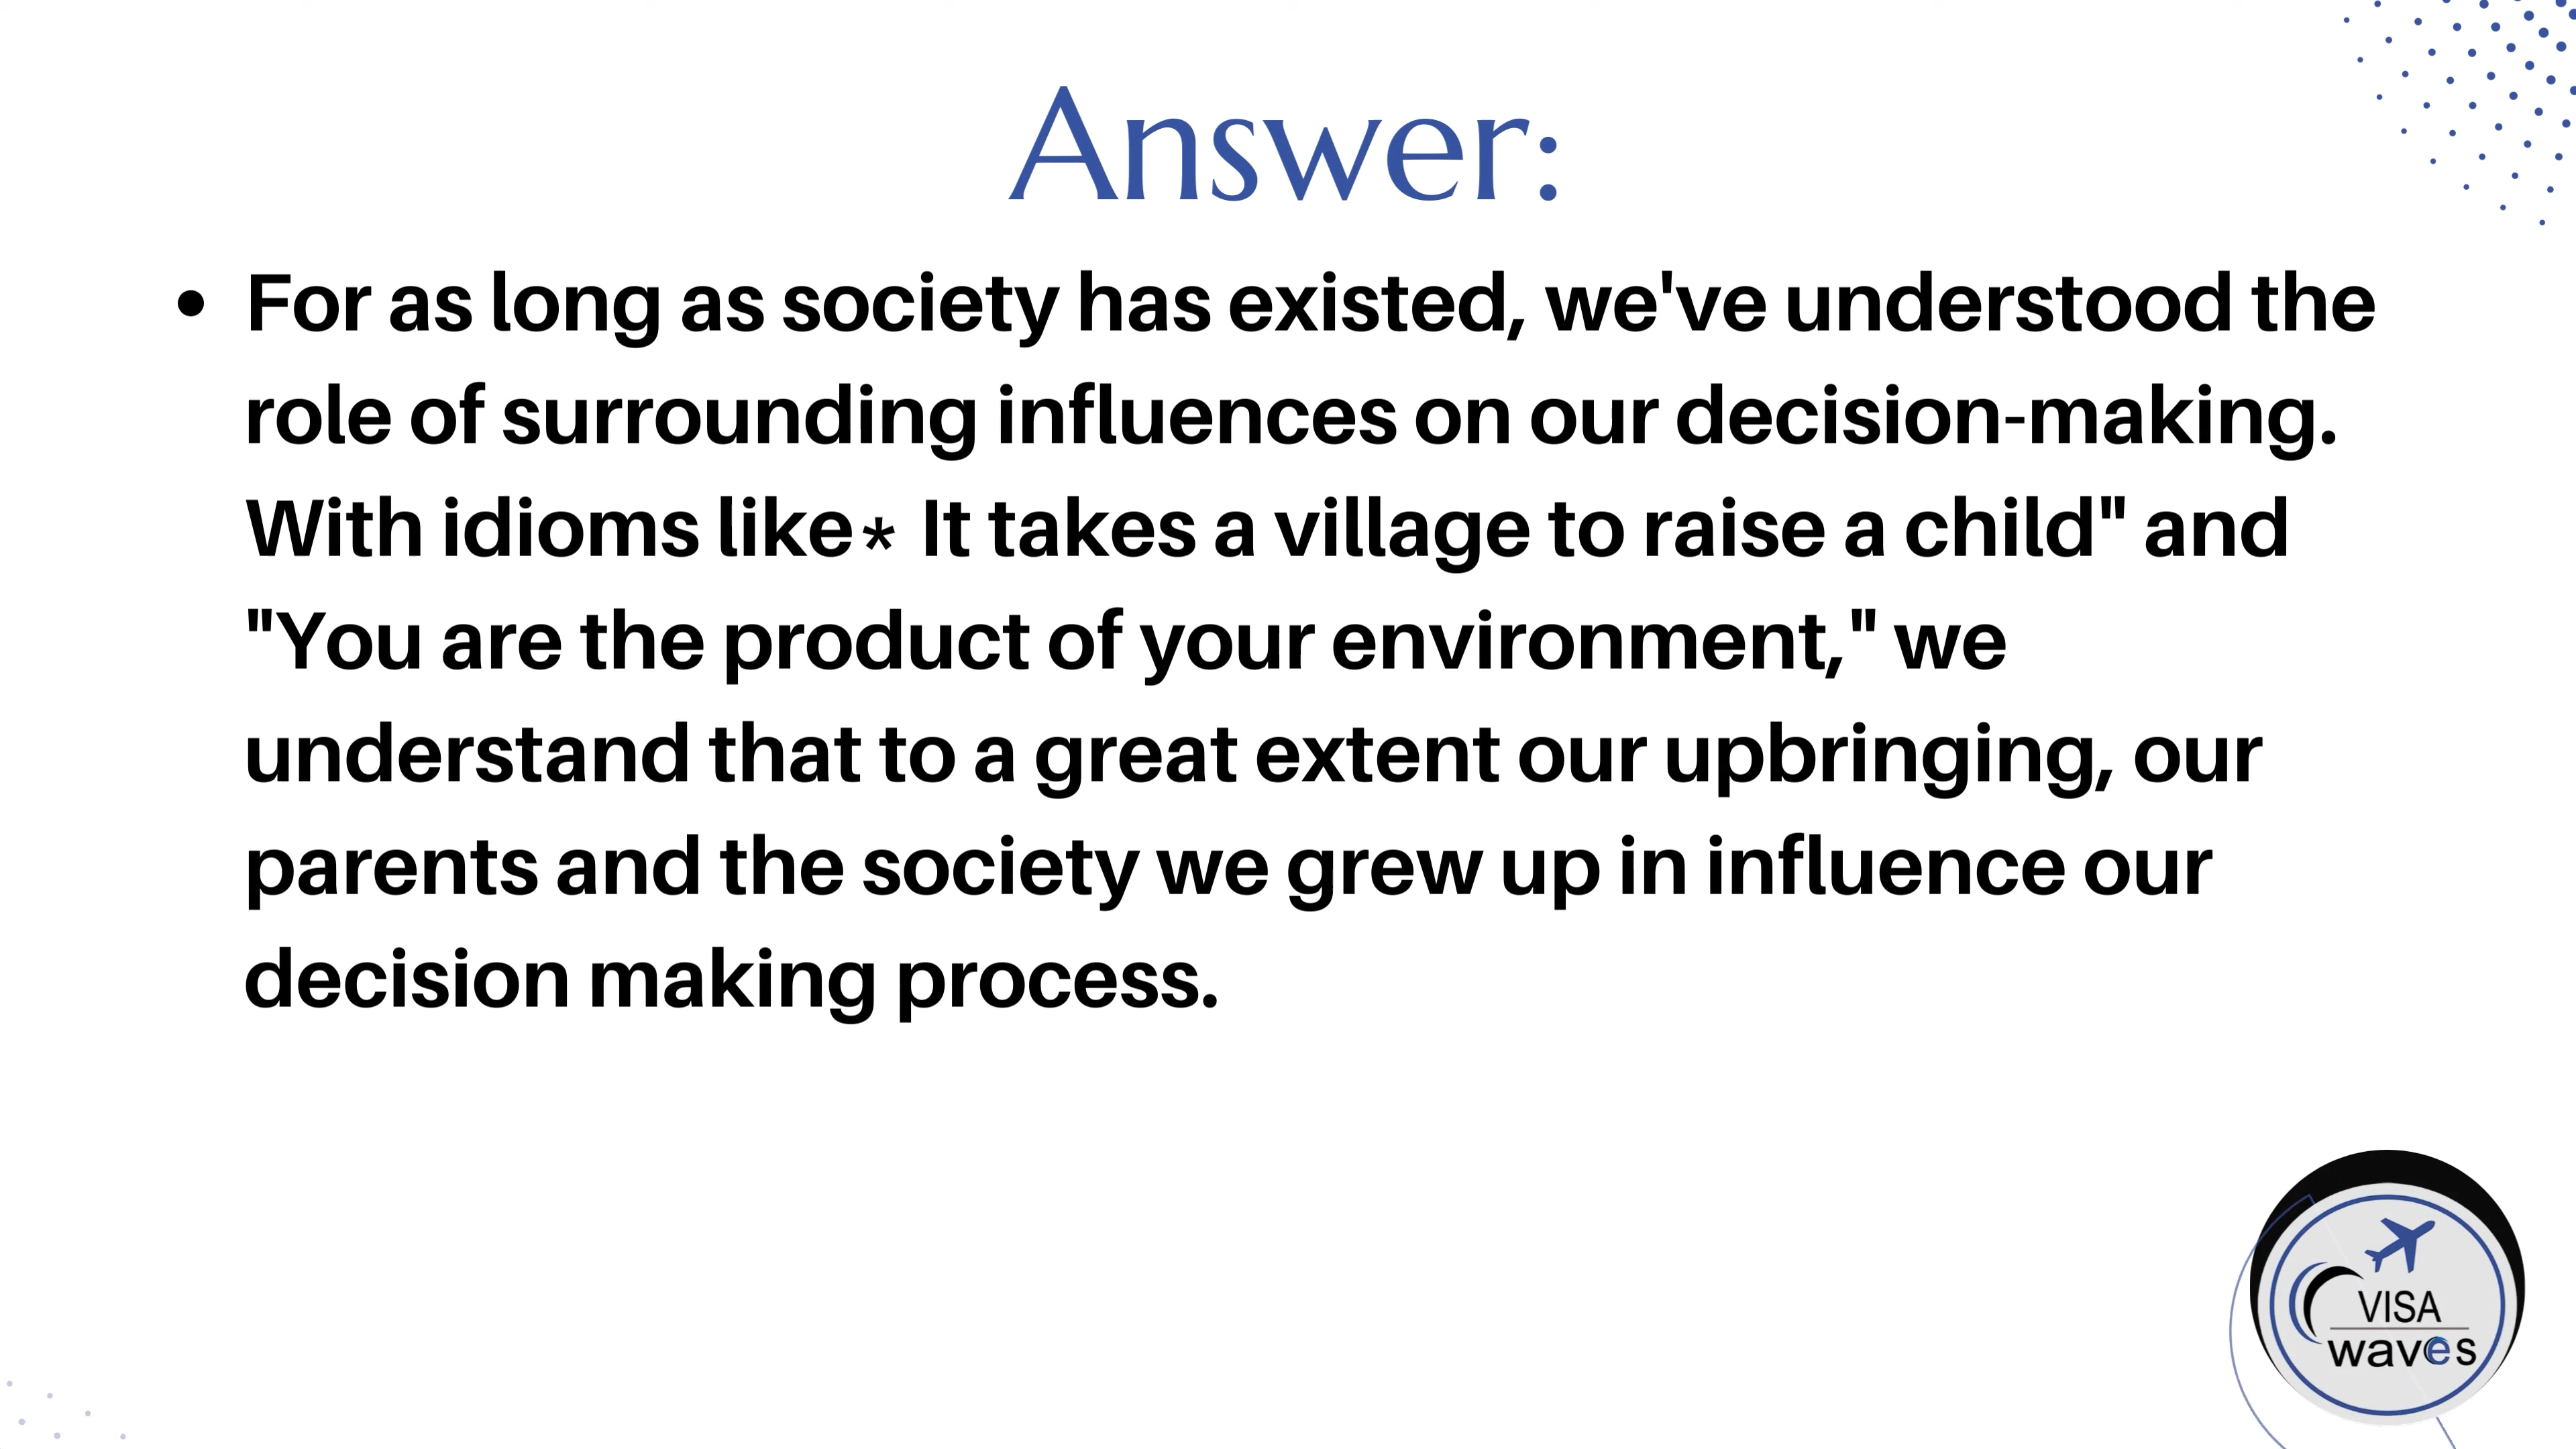 Answer:
• For as long as society has existed, we've understood the
role of surrounding influences on our decision-making.
With idioms like* It takes a village to raise a child" and
"You are the product of your environment," we
understand that to a great extent our upbringing, our
parents and the society we grew up in influence our
decision making process.
VISA
waves